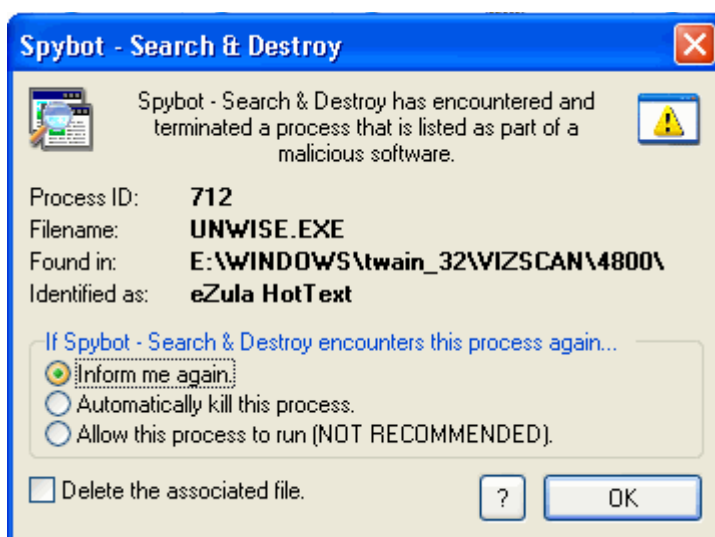 Spybot - Search & Destroy
Spybot - Search & Destroy has encountered and
terminated a process that is listed as part of a
malicious software.
Process ID: 712
Filename: UNWISE.EXE
Found in: E:\WINDOWS\twain_32\VIZSCAN\4800\
Identified as: eZula HotText
If Spybot - Search & Destroy encounters this process again...
Inform me again.
Automatically kill this process.
Allow this process to run (NOT RECOMMENDED).
Delete the associated file.
?
OK